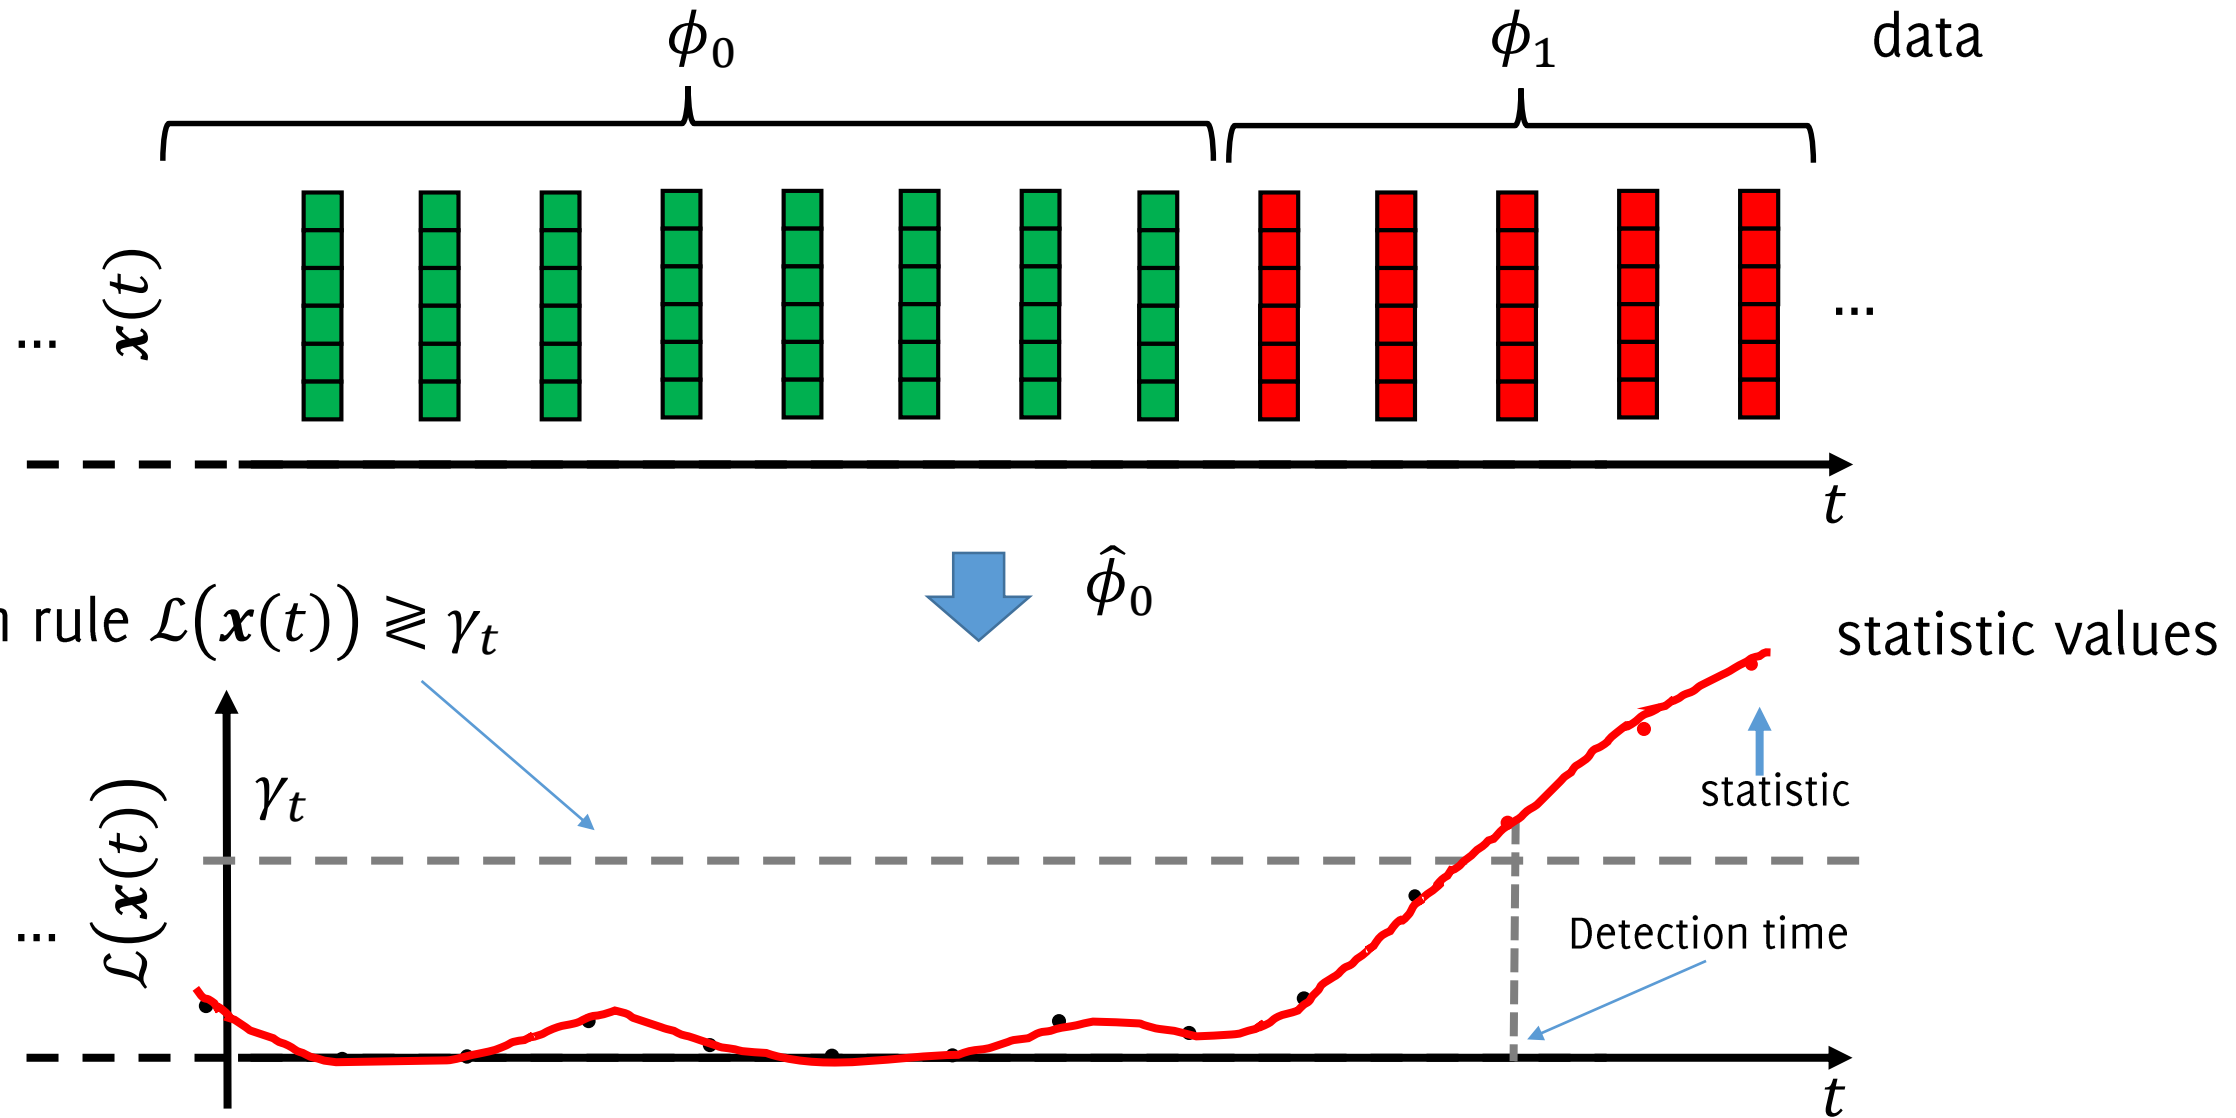 ϕ₀ ϕ₁ data
... 𝒙(t) ...
t
ϕ̂₀
n rule ℒ(𝒙(t)) ≷ γₜ
statistic values
γₜ
statistic
... ℒ(𝒙(t))
Detection time
t